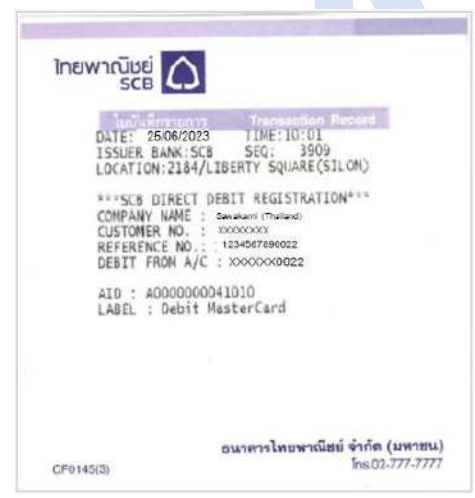 ไทยพาณิชย์
SCB
ใบบันทึกรายการ Transaction Record
DATE: 25/06/2023 TIME:10:01
ISSUER BANK:SCB SEQ: 3909
LOCATION:2184/LIBERTY SQUARE(SILOM)
***SCB DIRECT DEBIT REGISTRATION***
COMPANY NAME : Sawakami (Thailand)
CUSTOMER NO. : XXXXXXXX
REFERENCE NO.: : 1234567890022
DEBIT FROM A/C : XXXXXX0022
AID : A0000000041010
LABEL : Debit MasterCard
ธนาคารไทยพาณิชย์ จำกัด (มหาชน)
โทร.02-777-7777
CF0145(3)